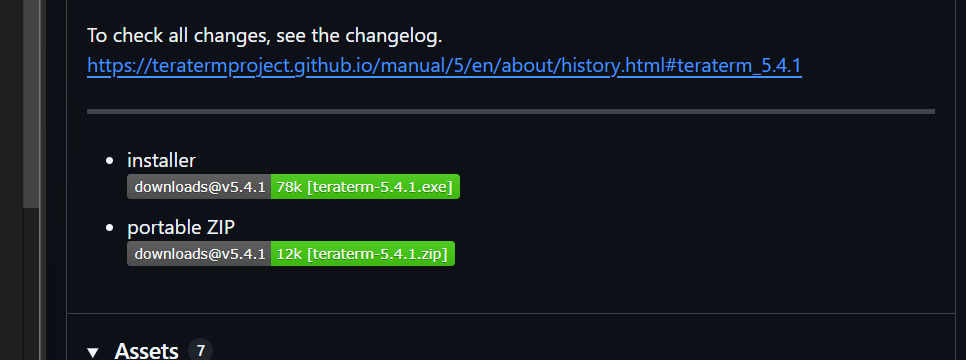 To check all changes, see the changelog.
https://teratermproject.github.io/manual/5/en/about/history.html#teraterm_5.4.1
installer
downloads@v5.4.1 78k [teraterm-5.4.1.exe]
portable ZIP
downloads@v5.4.1 12k [teraterm-5.4.1.zip]
Assets 7